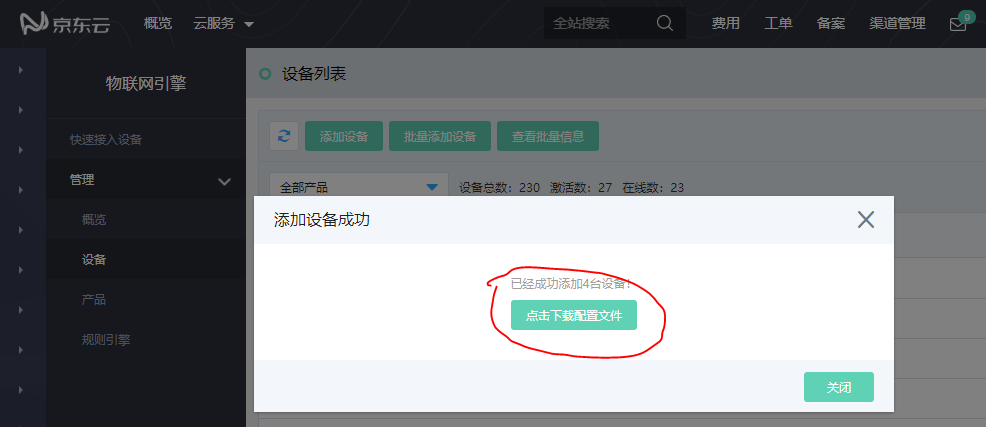 京东云 概览 云服务 全站搜索 费用 工单 备案 渠道管理 9
物联网引擎
设备列表
快速接入设备
添加设备 批量添加设备 查看批量信息
管理
全部产品 设备总数：230 激活数：27 在线数：23
概览
设备
产品
规则引擎
添加设备成功
已经成功添加4台设备！
点击下载配置文件
关闭